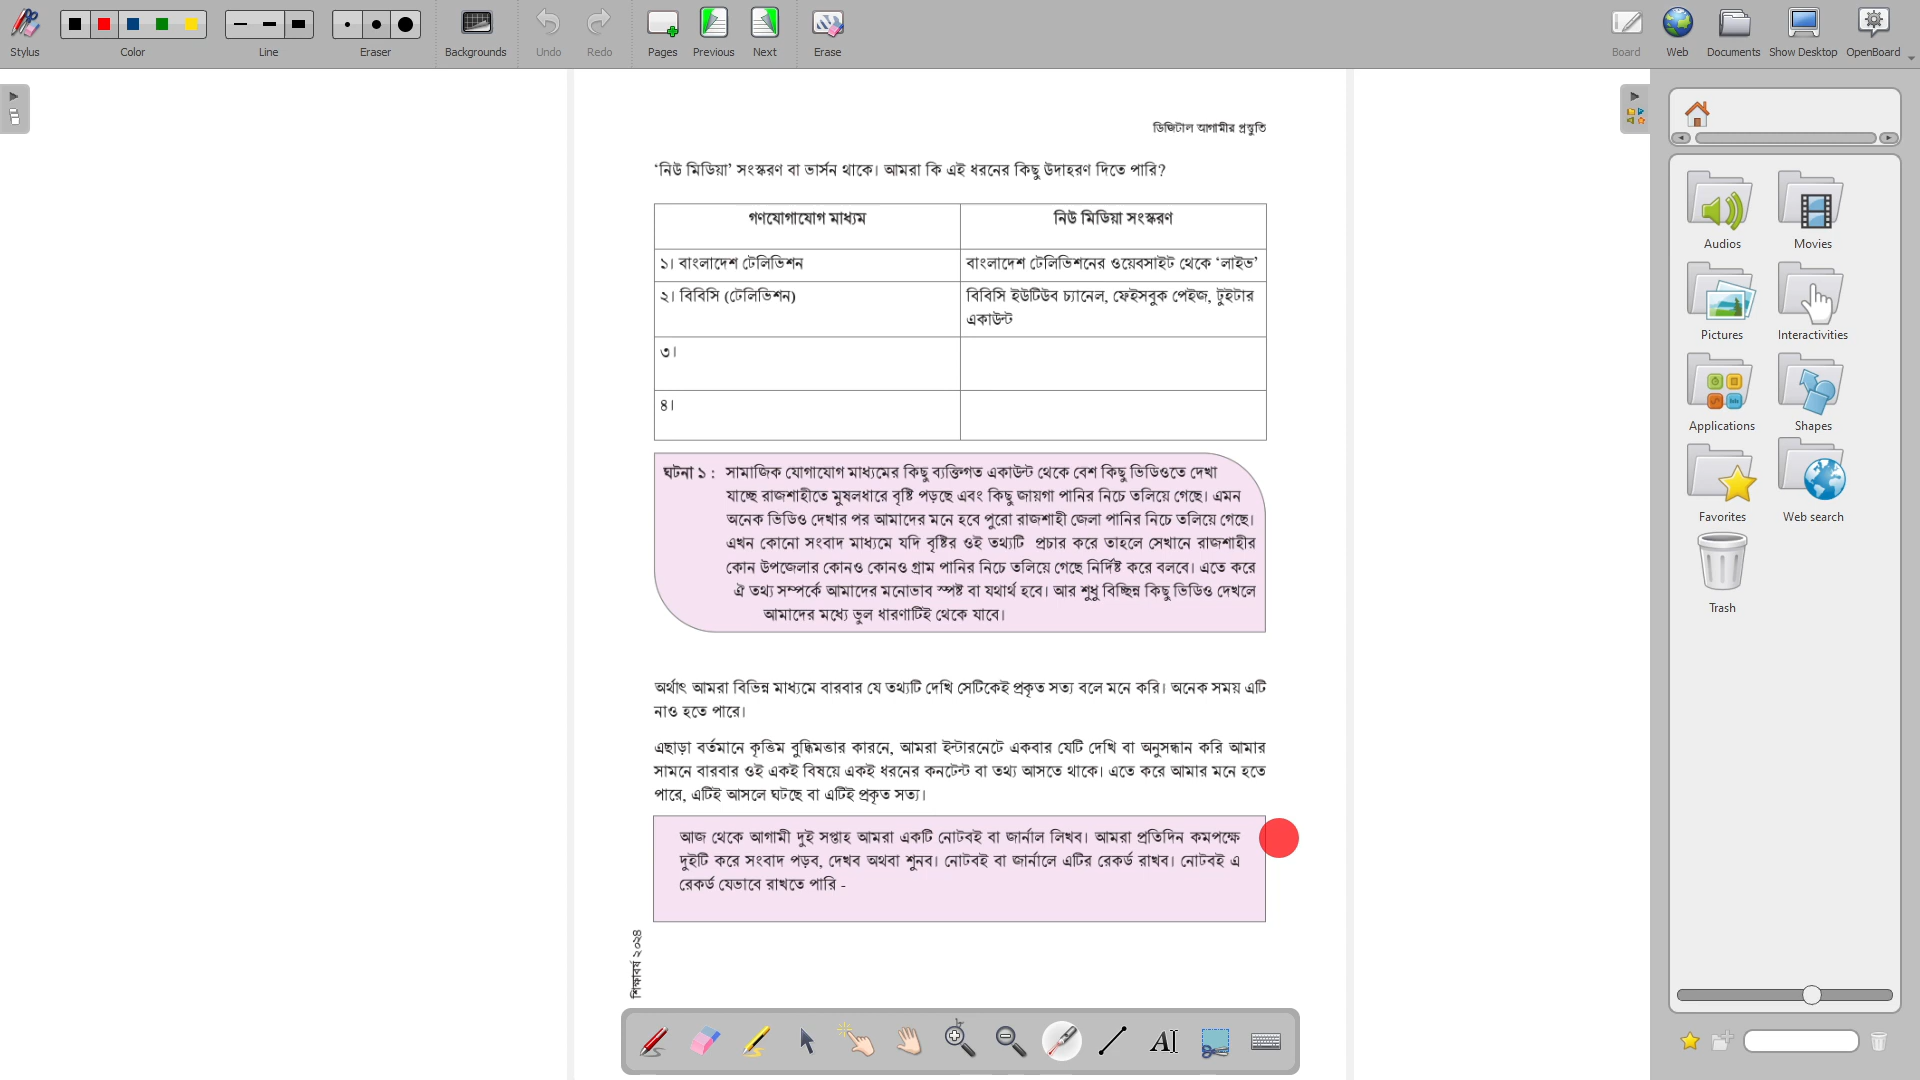 Stylus
Color
Line
Eraser
Backgrounds
Undo
Redo
Pages
Previous
Next
Erase
Board
Web
Documents
Show Desktop
OpenBoard
ডিজিটাল আগামীর প্রস্তুতি
‘নিউ মিডিয়া’ সংস্করণ বা ভার্সন থাকে। আমরা কি এই ধরনের কিছু উদাহরণ দিতে পারি?
গণযোগাযোগ মাধ্যম
নিউ মিডিয়া সংস্করণ
১। বাংলাদেশ টেলিভিশন
বাংলাদেশ টেলিভিশনের ওয়েবসাইট থেকে ‘লাইভ’
২। বিবিসি (টেলিভিশন)
বিবিসি ইউটিউব চ্যানেল, ফেইসবুক পেইজ, টুইটার
একাউন্ট
৩।
৪।
ঘটনা ১ : সামাজিক যোগাযোগ মাধ্যমের কিছু ব্যক্তিগত একাউন্ট থেকে বেশ কিছু ভিডিওতে দেখা
যাচ্ছে রাজশাহীতে মুষলধারে বৃষ্টি পড়ছে এবং কিছু জায়গা পানির নিচে তলিয়ে গেছে। এমন
অনেক ভিডিও দেখার পর আমাদের মনে হবে পুরো রাজশাহী জেলা পানির নিচে তলিয়ে গেছে।
এখন কোনো সংবাদ মাধ্যমে যদি বৃষ্টির ওই তথ্যটি প্রচার করে তাহলে সেখানে রাজশাহীর
কোন উপজেলার কোনও কোনও গ্রাম পানির নিচে তলিয়ে গেছে নির্দিষ্ট করে বলবে। এতে করে
ঐ তথ্য সম্পর্কে আমাদের মনোভাব স্পষ্ট বা যথার্থ হবে। আর শুধু বিচ্ছিন্ন কিছু ভিডিও দেখলে
আমাদের মধ্যে ভুল ধারণাটিই থেকে যাবে।
অর্থাৎ আমরা বিভিন্ন মাধ্যমে বারবার যে তথ্যটি দেখি সেটিকেই প্রকৃত সত্য বলে মনে করি। অনেক সময় এটি
নাও হতে পারে।
এছাড়া বর্তমানে কৃত্তিম বুদ্ধিমত্তার কারনে, আমরা ইন্টারনেটে একবার যেটি দেখি বা অনুসন্ধান করি আমার
সামনে বারবার ওই একই বিষয়ে একই ধরনের কনটেন্ট বা তথ্য আসতে থাকে। এতে করে আমার মনে হতে
পারে, এটিই আসলে ঘটছে বা এটিই প্রকৃত সত্য।
আজ থেকে আগামী দুই সপ্তাহ আমরা একটি নোটবই বা জার্নাল লিখব। আমরা প্রতিদিন কমপক্ষে
দুইটি করে সংবাদ পড়ব, দেখব অথবা শুনব। নোটবই বা জার্নালে এটির রেকর্ড রাখব। নোটবই এ
রেকর্ড যেভাবে রাখতে পারি -
শিক্ষাবর্ষ ২০২৪
Audios
Movies
Pictures
Interactivities
Applications
Shapes
Favorites
Web search
Trash